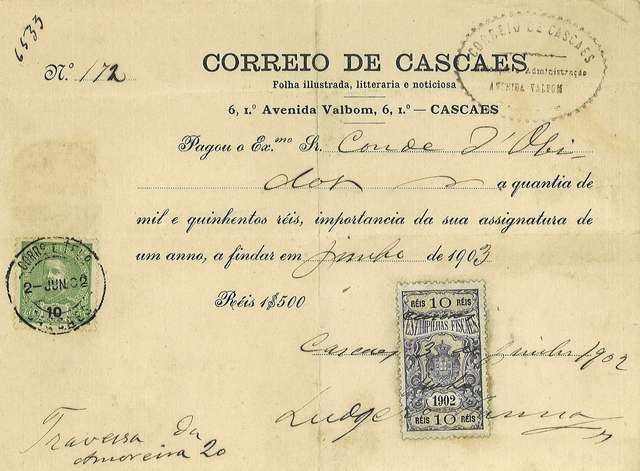 6533
Nº 172
CORREIO DE CASCAES
Folha illustrada, litteraria e noticiosa
6, 1.º Avenida Valbom, 6, 1.º — CASCAES
CORREIO DE CASCAES
Administração
AVENIDA VALBOM
Pagou o Ex.mo Sr. Conde d'Obi-
dos a quantia de
mil e quinhentos réis, importancia da sua assignatura de
um anno, a findar em junho de 1903
Réis 1$500
2-JUN.02
10
RÉIS 10 RÉIS
ESTAMPILHAS FISCAES
1902
RÉIS 10 RÉIS
Cascaes 23 de junho 1902
Travessa da
Amoreira 20